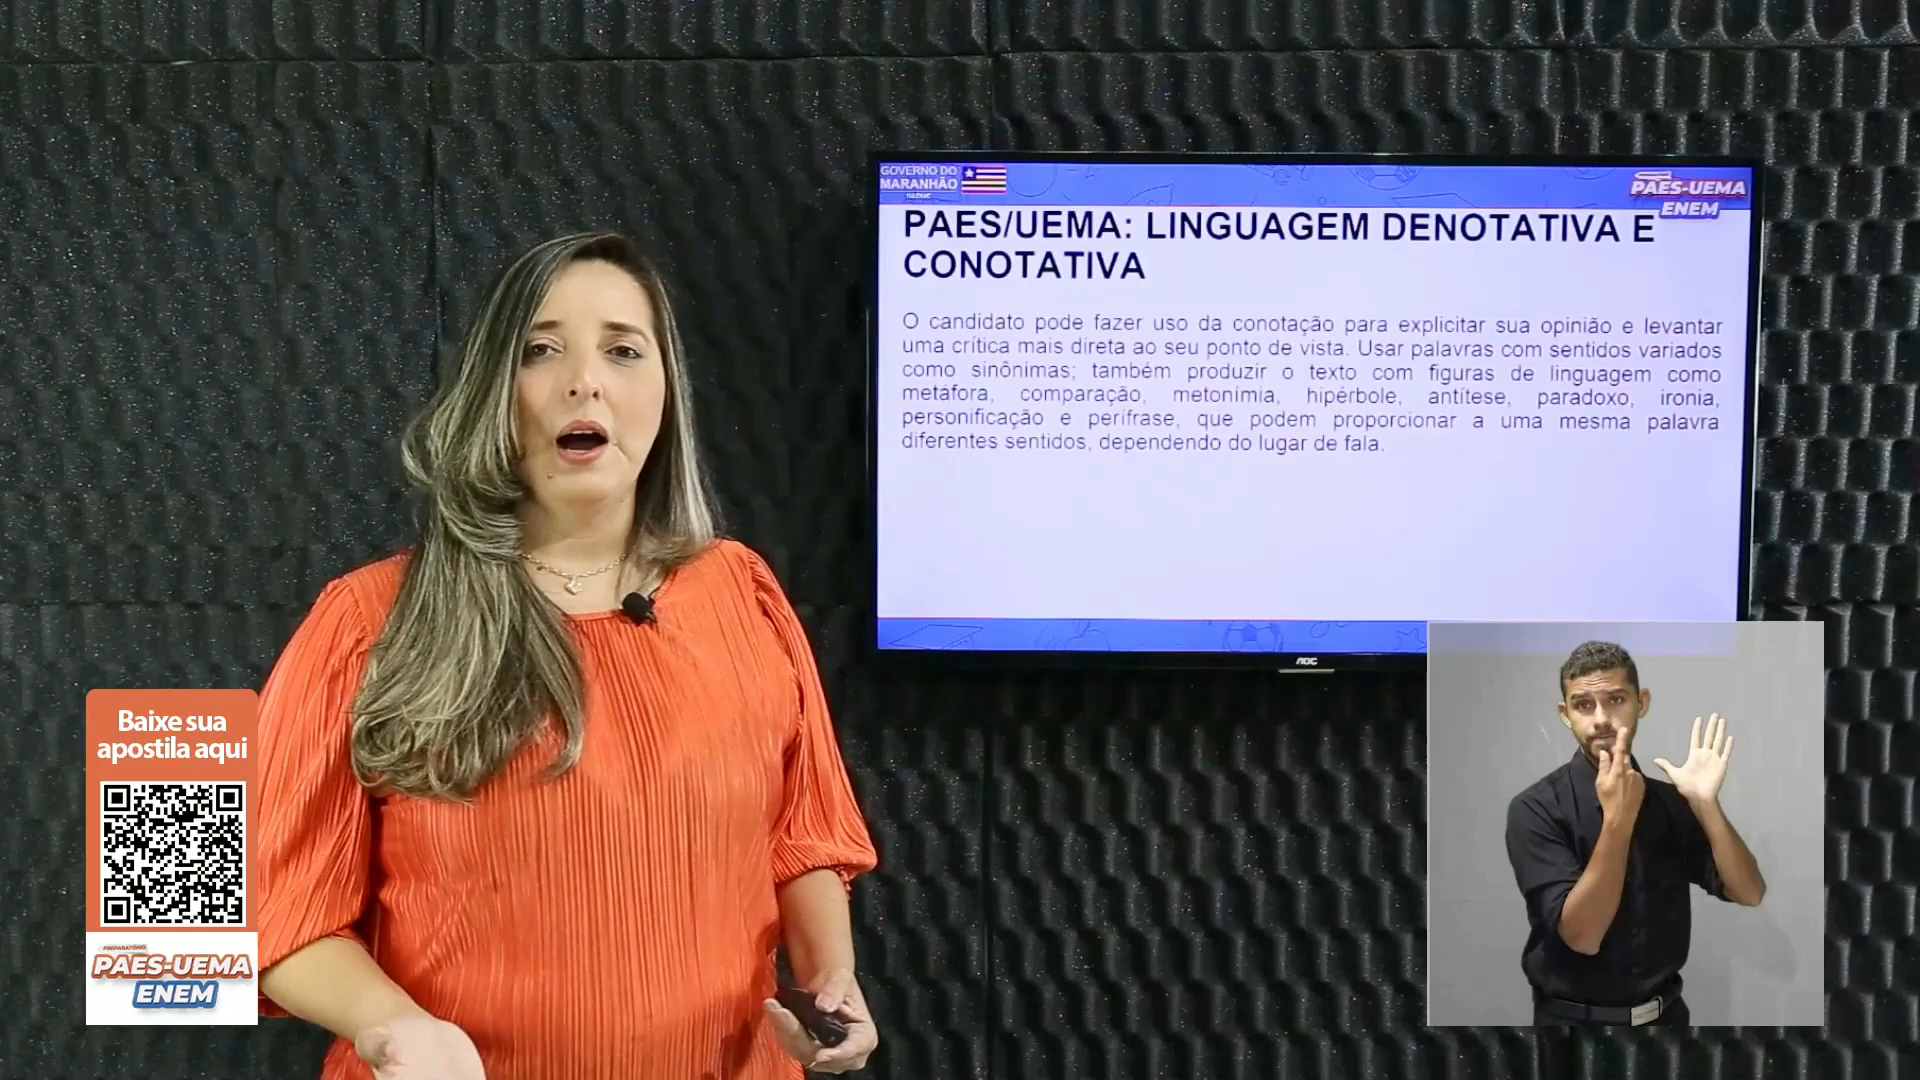 GOVERNO DO
MARANHÃO
PAES-UEMA
ENEM
PAES/UEMA: LINGUAGEM DENOTATIVA E
CONOTATIVA
O candidato pode fazer uso da conotação para explicitar sua opinião e levantar
uma crítica mais direta ao seu ponto de vista. Usar palavras com sentidos variados
como sinônimas; também produzir o texto com figuras de linguagem como
metáfora, comparação, metonímia, hipérbole, antítese, paradoxo, ironia,
personificação e perífrase, que podem proporcionar a uma mesma palavra
diferentes sentidos, dependendo do lugar de fala.
AOC
Baixe sua
apostila aqui
PREPARATÓRIO
PAES-UEMA
ENEM